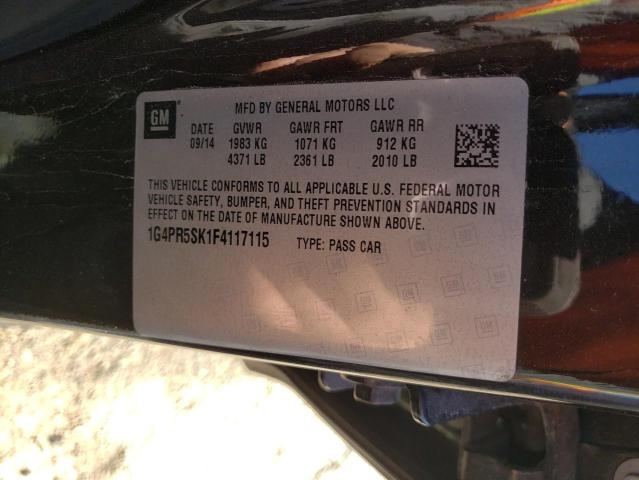 GM
MFD BY GENERAL MOTORS LLC
DATE GVWR GAWR FRT GAWR RR
09/14 1983 KG 1071 KG 912 KG
4371 LB 2361 LB 2010 LB
THIS VEHICLE CONFORMS TO ALL APPLICABLE U.S. FEDERAL MOTOR
VEHICLE SAFETY, BUMPER, AND THEFT PREVENTION STANDARDS IN
EFFECT ON THE DATE OF MANUFACTURE SHOWN ABOVE.
1G4PR5SK1F4117115 TYPE: PASS CAR